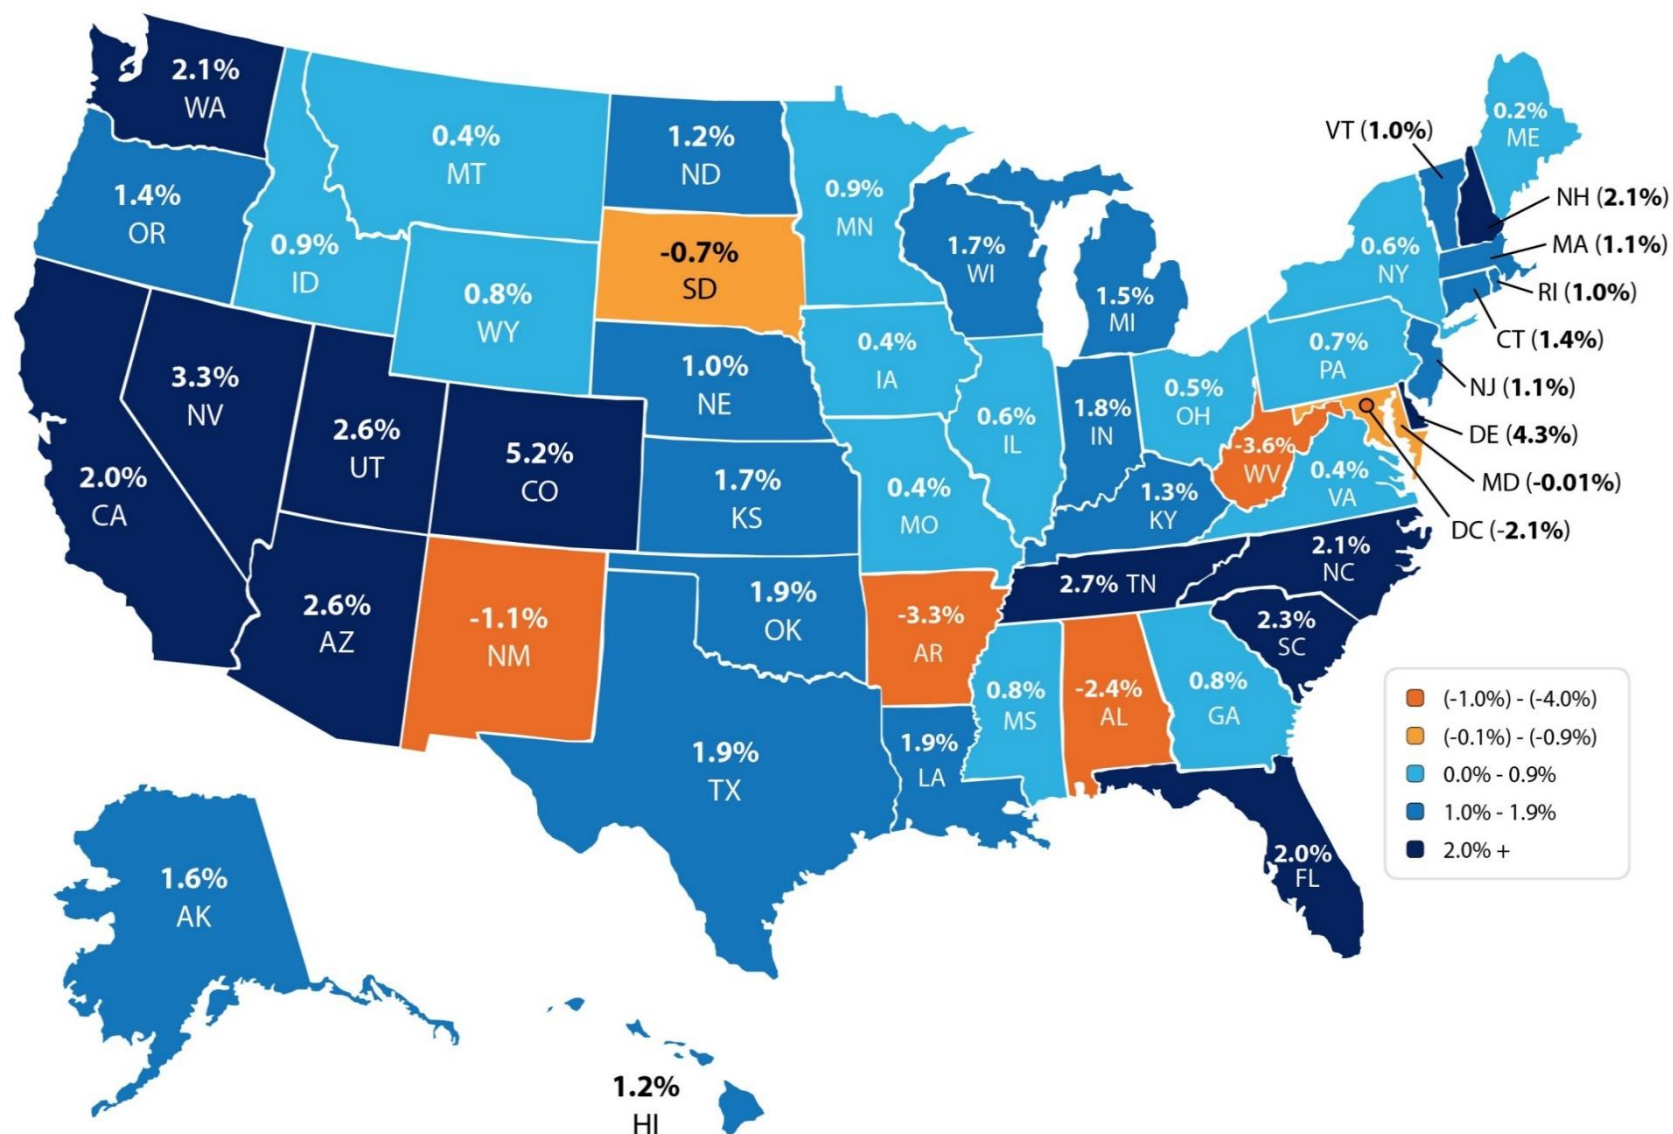 2.1%
WA
0.4%
MT
1.2%
ND
0.9%
MN
0.2%
ME
VT (1.0%)
NH (2.1%)
MA (1.1%)
RI (1.0%)
CT (1.4%)
NJ (1.1%)
DE (4.3%)
MD (-0.01%)
DC (-2.1%)
1.4%
OR
0.9%
ID
0.8%
WY
-0.7%
SD
1.7%
WI
1.5%
MI
0.6%
NY
3.3%
NV
2.6%
UT
5.2%
CO
1.0%
NE
0.4%
IA
0.6%
IL
1.8%
IN
0.5%
OH
0.7%
PA
2.0%
CA
1.7%
KS
0.4%
MO
1.3%
KY
-3.6%
WV
0.4%
VA
2.6%
AZ
-1.1%
NM
1.9%
OK
-3.3%
AR
2.7% TN
2.1%
NC
2.3%
SC
1.9%
TX
1.9%
LA
0.8%
MS
-2.4%
AL
0.8%
GA
2.0%
FL
1.6%
AK
1.2%
HI
(-1.0%) - (-4.0%)
(-0.1%) - (-0.9%)
0.0% - 0.9%
1.0% - 1.9%
2.0% +